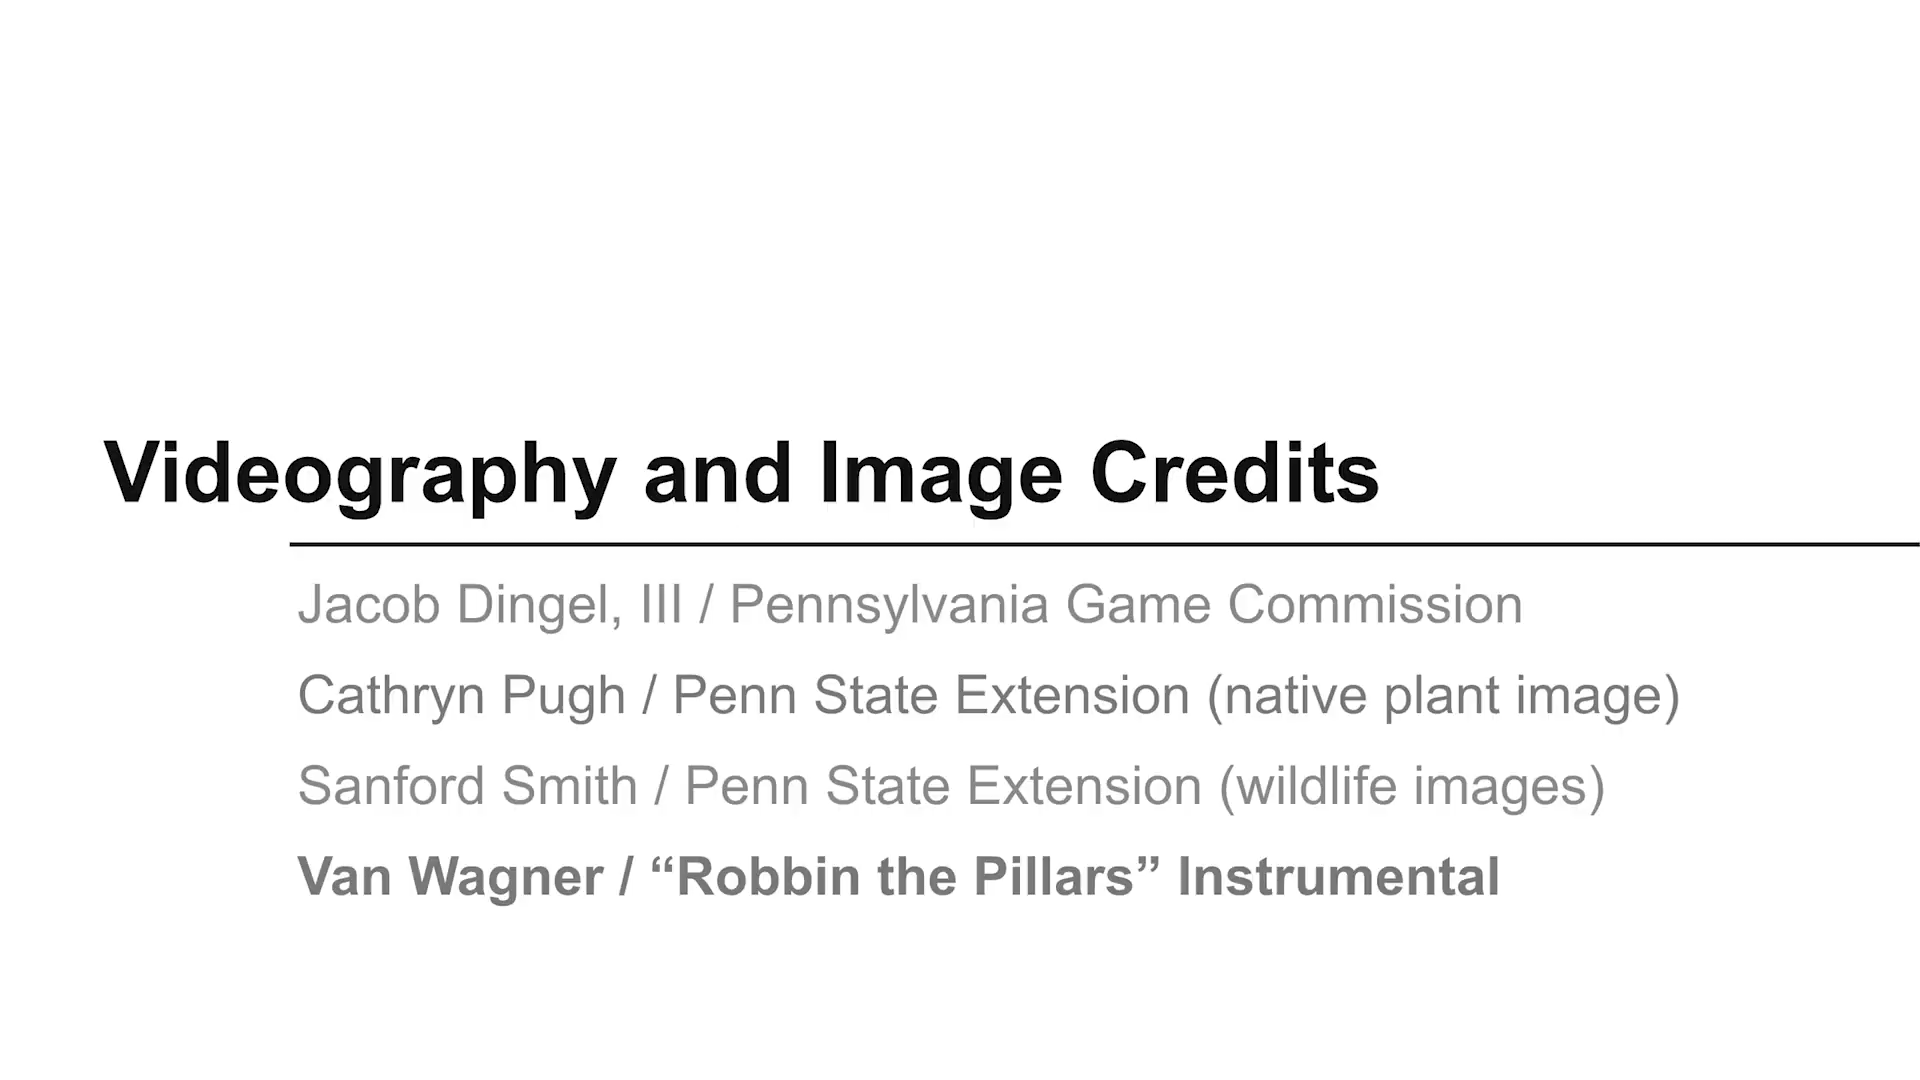 Videography and Image Credits
Jacob Dingel, III / Pennsylvania Game Commission
Cathryn Pugh / Penn State Extension (native plant image)
Sanford Smith / Penn State Extension (wildlife images)
Van Wagner / “Robbin the Pillars” Instrumental